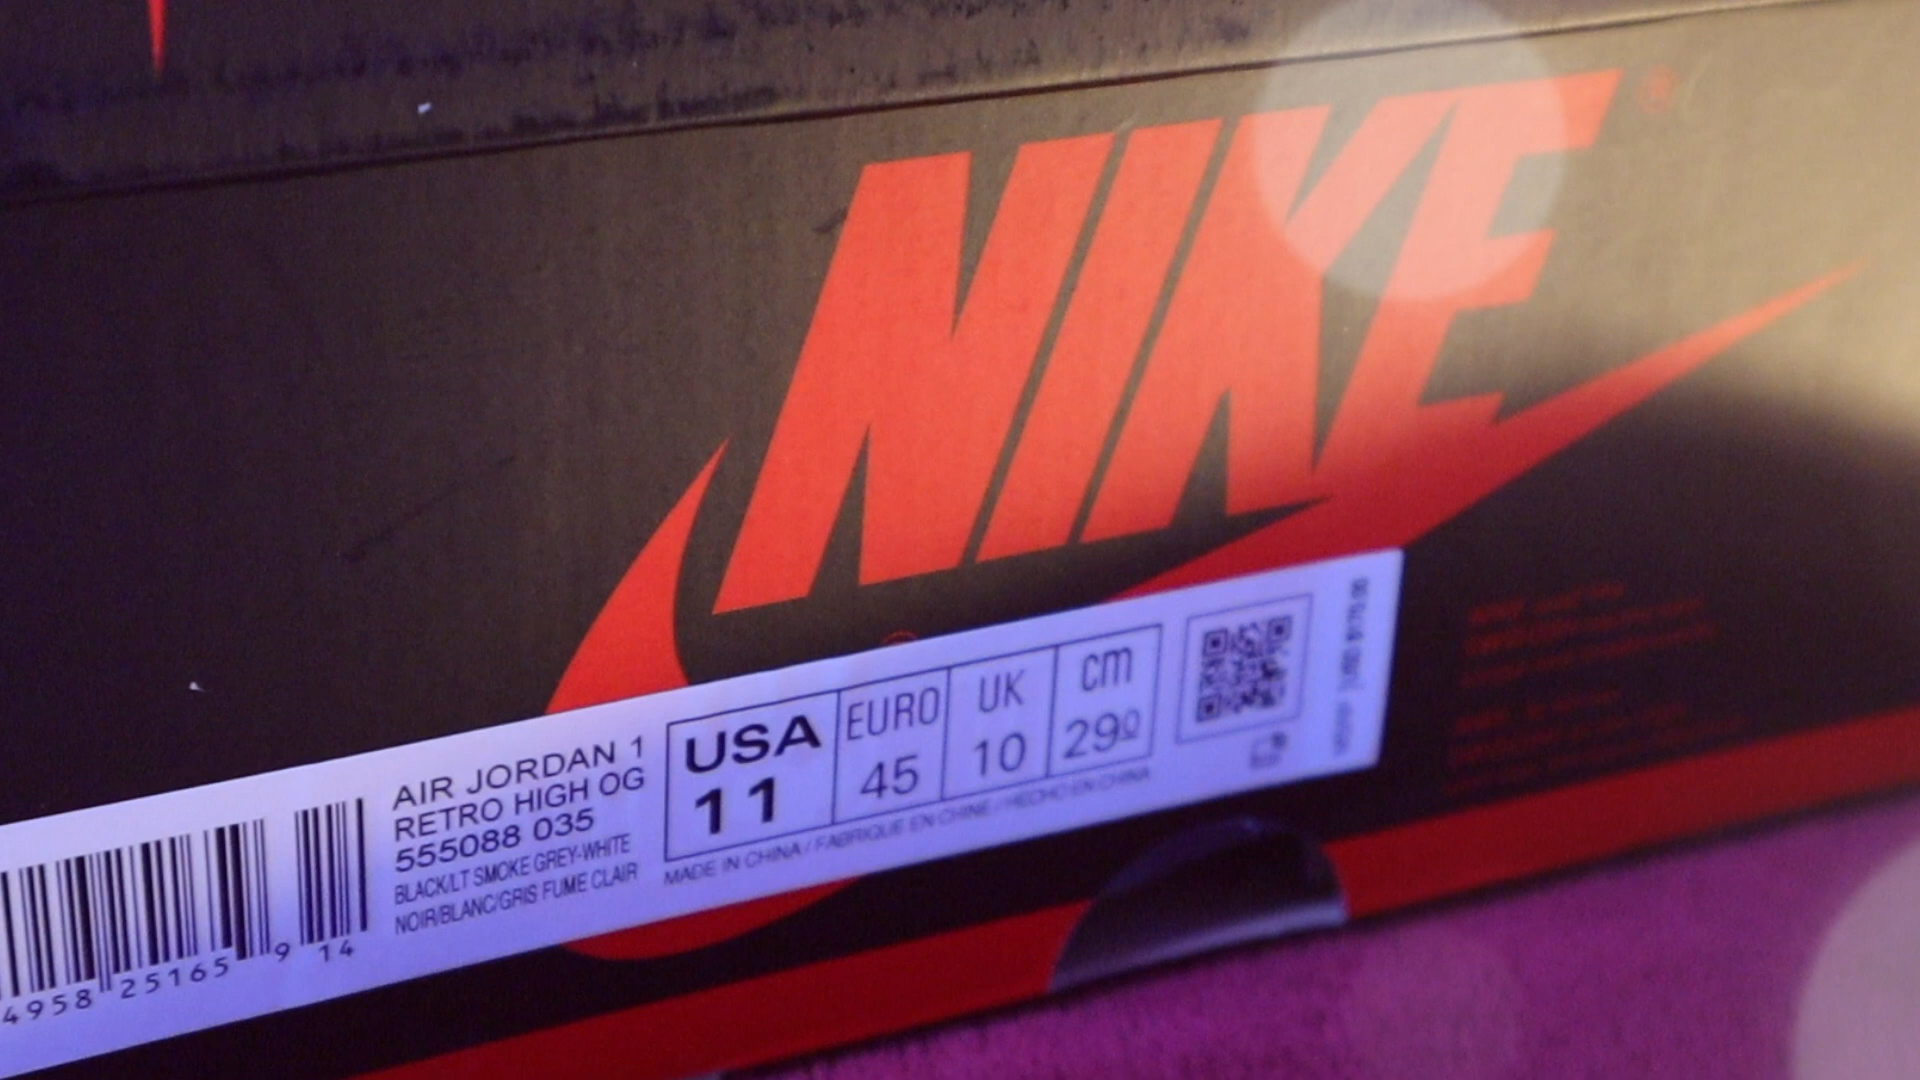 NIKE
AIR JORDAN 1
RETRO HIGH OG
555088 035
BLACK/LT SMOKE GREY-WHITE
NOIR/BLANC/GRIS FUME CLAIR
USA EURO UK cm
11 45 10 290
MADE IN CHINA / FABRIQUE EN CHINE / HECHO EN CHINA
4958 25165 9 14